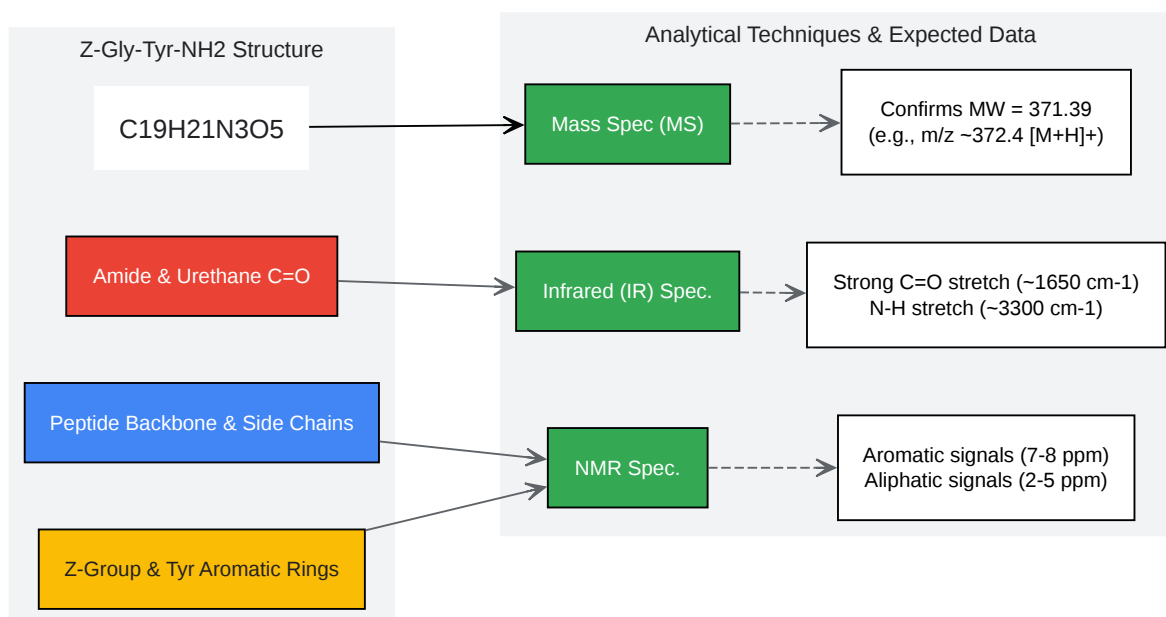 Z-Gly-Tyr-NH2 Structure
Analytical Techniques & Expected Data
C19H21N3O5
Mass Spec (MS)
Confirms MW = 371.39
(e.g., m/z ~372.4 [M+H]+)
Amide & Urethane C=O
Infrared (IR) Spec.
Strong C=O stretch (~1650 cm-1)
N-H stretch (~3300 cm-1)
Peptide Backbone & Side Chains
NMR Spec.
Aromatic signals (7-8 ppm)
Aliphatic signals (2-5 ppm)
Z-Group & Tyr Aromatic Rings